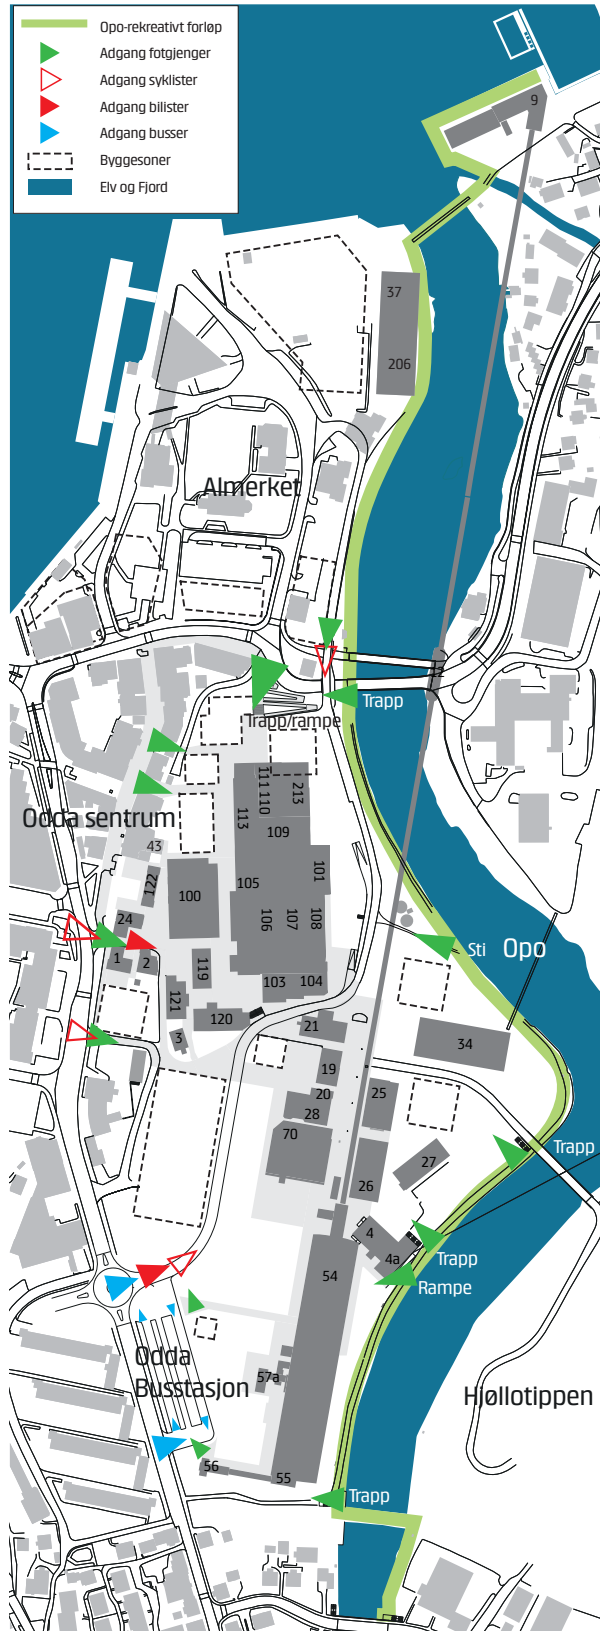 Opo-rekreativt forløp
Adgang fotgjenger
Adgang syklister
Adgang bilister
Adgang busser
Byggesoner
Elv og Fjord
9
37
206
Almerket
12
Trapp
Trapp/rampe
111
110
213
113
109
Odda sentrum
43
101
122
100
105
106
107
108
24
1
2
Sti
Opo
119
103
104
121
120
21
3
34
19
20
25
28
70
27
Trapp
26
4
4a
Trapp
54
Rampe
Odda
Busstasjon
57a
Hjøllotippen
56
55
Trapp